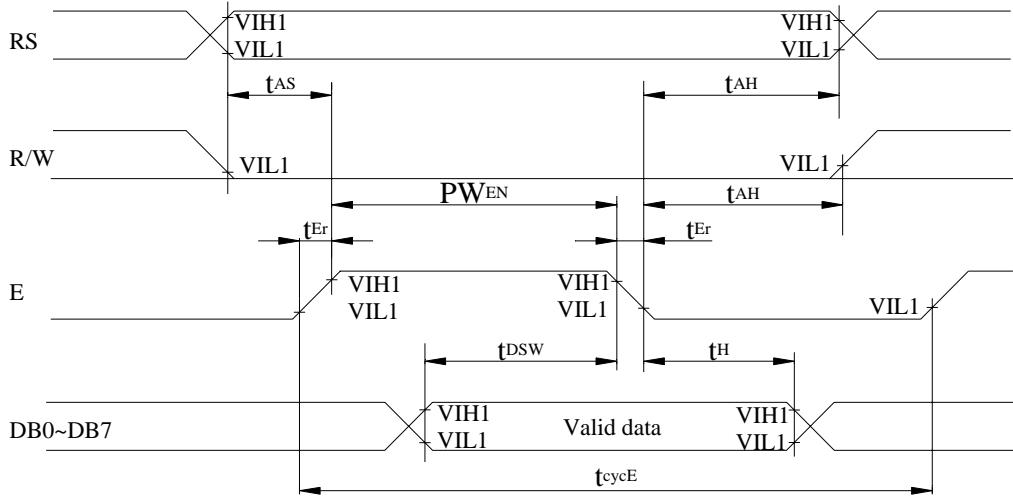 RS
VIH1
VIL1
VIH1
VIL1
tAS
tAH
R/W
VIL1
VIL1
PWEN
tAH
tEr
tEr
E
VIH1
VIL1
VIH1
VIL1
VIL1
tDSW
tH
DB0~DB7
VIH1
VIL1
Valid data
VIH1
VIL1
tcycE